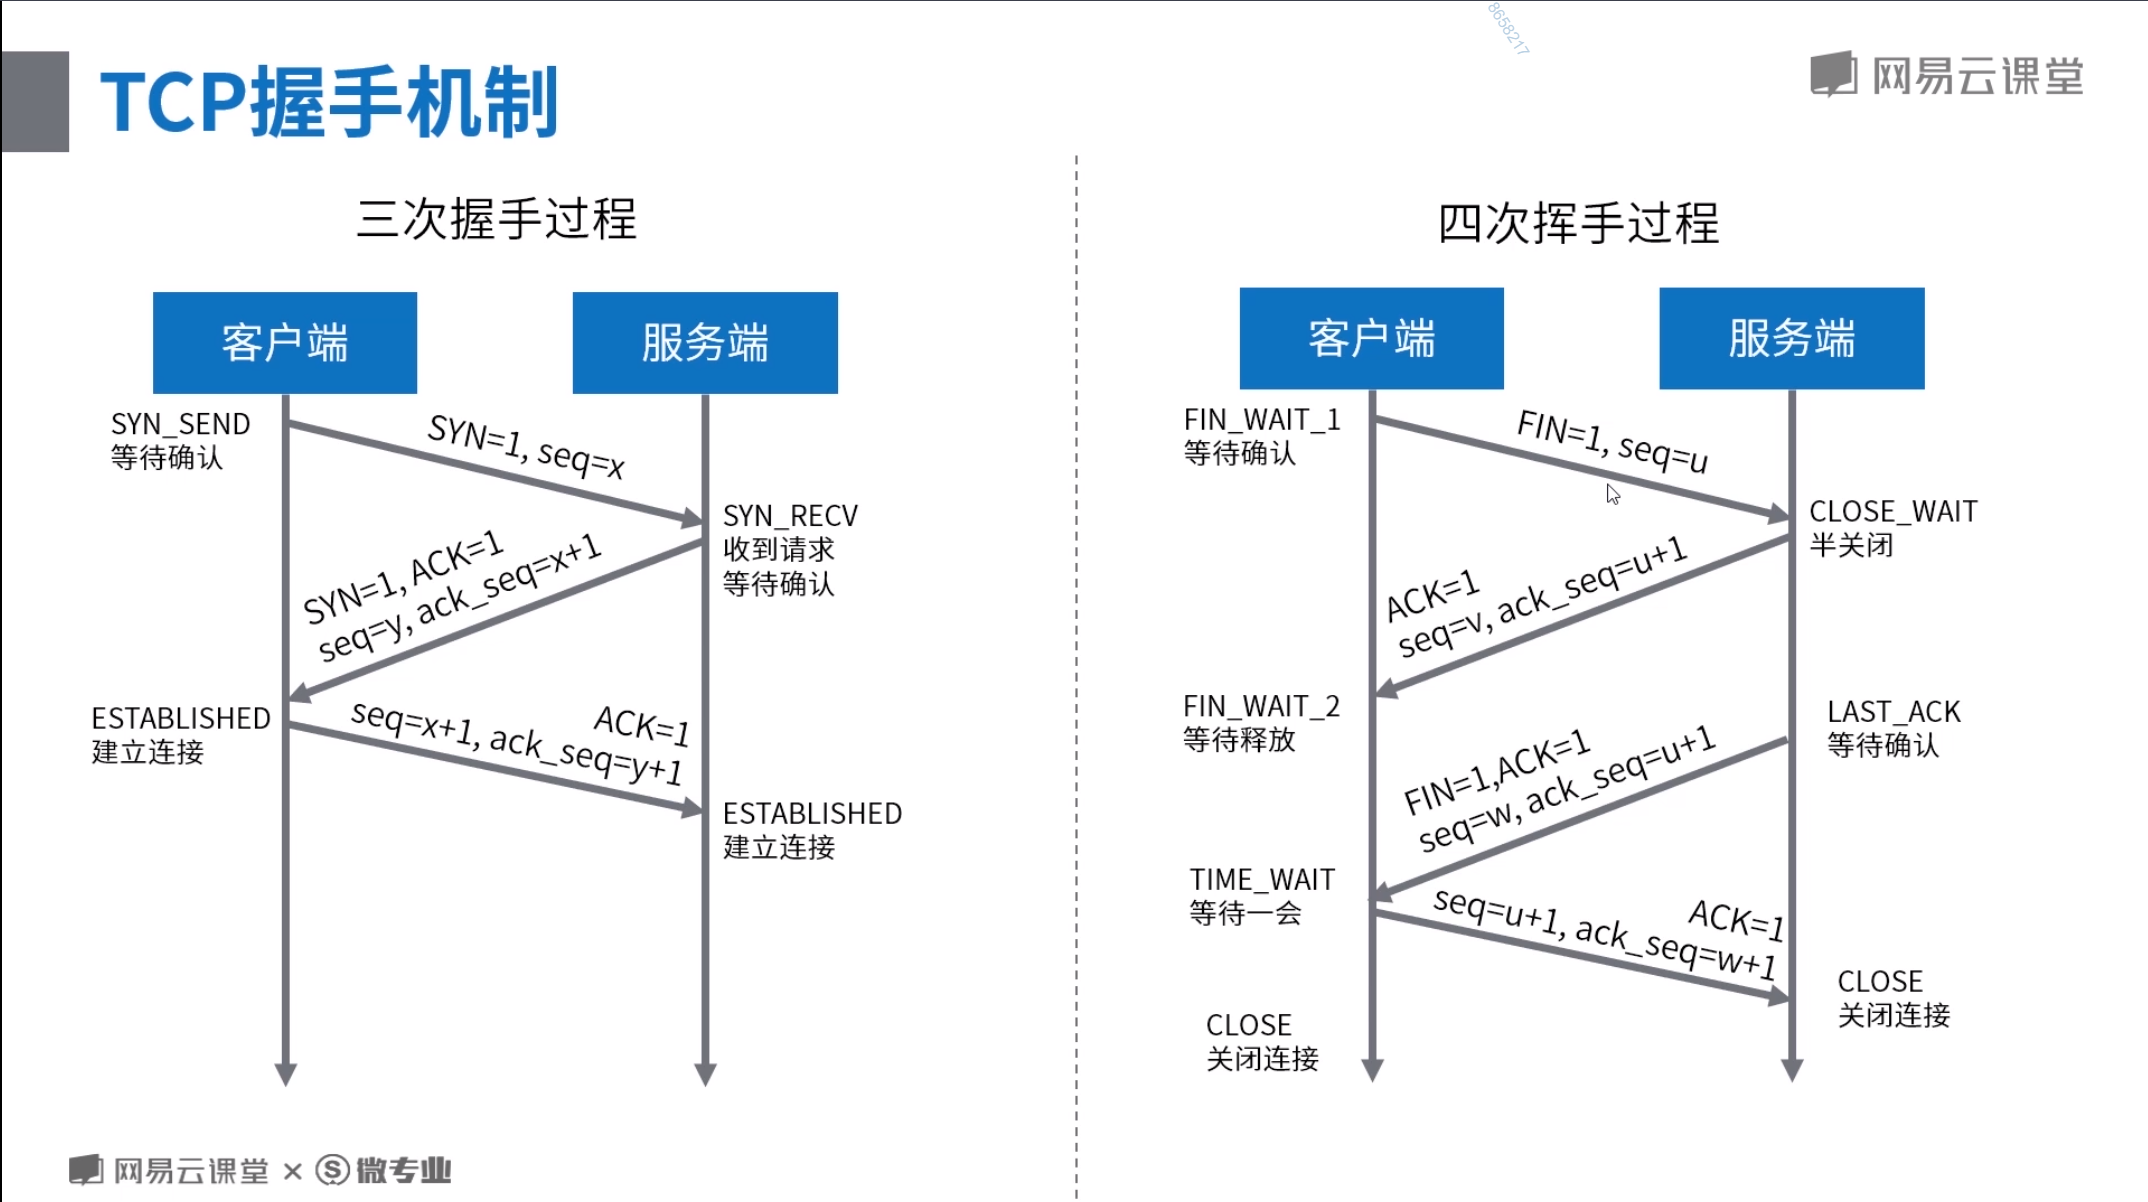 8658217
TCP握手机制
网易云课堂
三次握手过程
客户端
服务端
SYN_SEND
等待确认
SYN=1, seq=x
SYN_RECV
收到请求
等待确认
SYN=1, ACK=1
seq=y, ack_seq=x+1
ESTABLISHED
建立连接
ACK=1
seq=x+1, ack_seq=y+1
ESTABLISHED
建立连接
四次挥手过程
客户端
服务端
FIN_WAIT_1
等待确认
FIN=1, seq=u
CLOSE_WAIT
半关闭
ACK=1
seq=v, ack_seq=u+1
FIN_WAIT_2
等待释放
LAST_ACK
等待确认
FIN=1,ACK=1
seq=w, ack_seq=u+1
TIME_WAIT
等待一会
ACK=1
seq=u+1, ack_seq=w+1
CLOSE
关闭连接
CLOSE
关闭连接
网易云课堂 × S 微专业